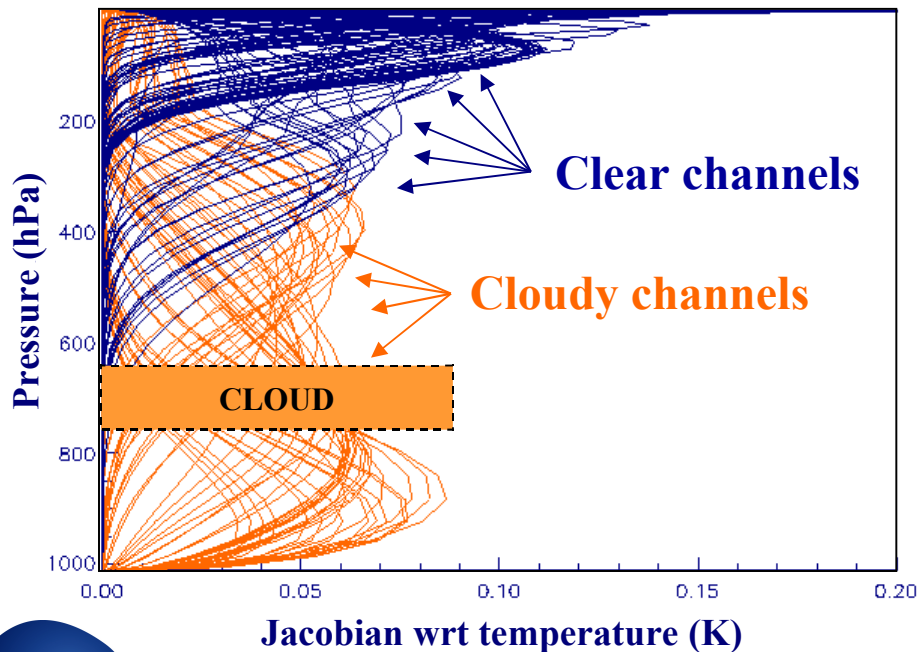 200
400
600
800
1000
Pressure (hPa)
Clear channels
Cloudy channels
CLOUD
0.00 0.05 0.10 0.15 0.20
Jacobian wrt temperature (K)